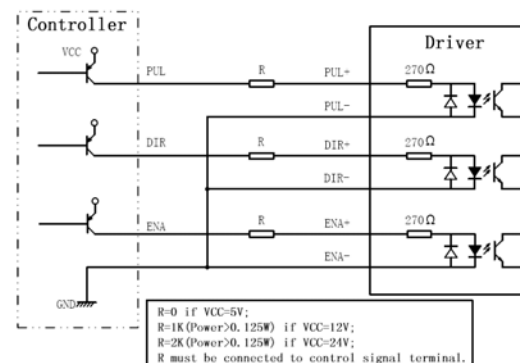 Controller
Driver
VCC
PUL
R
PUL+
270Ω
PUL-
DIR
R
DIR+
270Ω
DIR-
ENA
R
ENA+
270Ω
ENA-
GND
R=0 if VCC=5V;
R=1K(Power>0.125W) if VCC=12V;
R=2K(Power>0.125W) if VCC=24V;
R must be connected to control signal terminal.